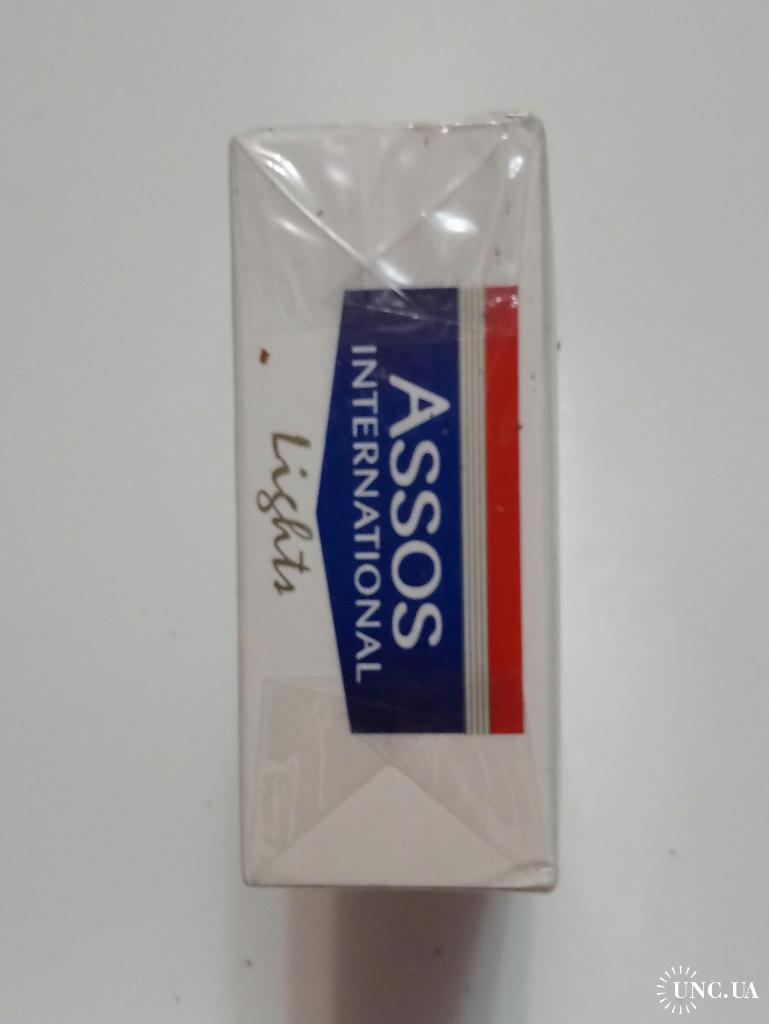 ASSOS
INTERNATIONAL
Lights
UNC.UA